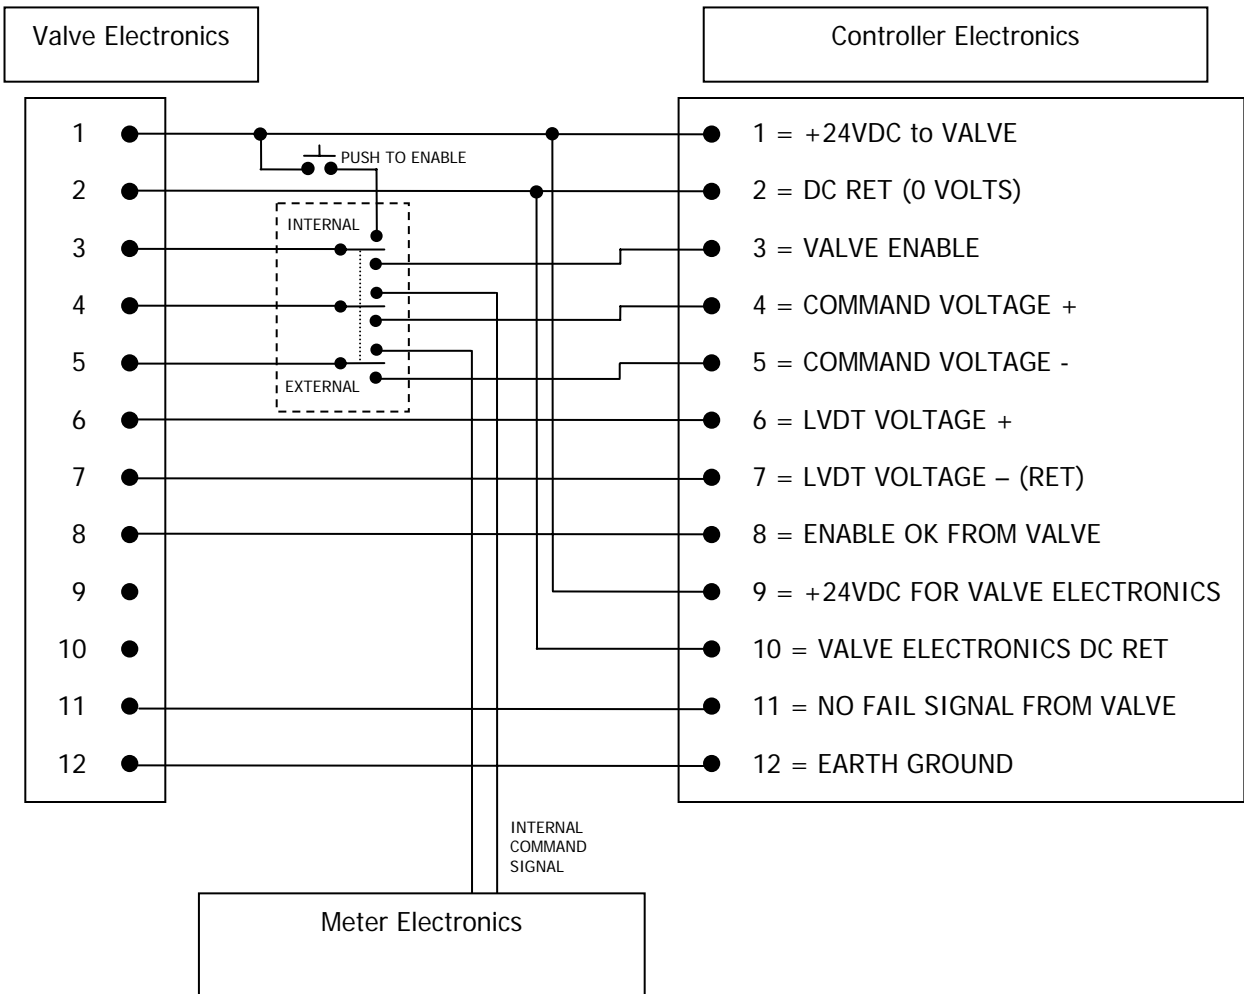 Valve Electronics
Controller Electronics
1
1 = +24VDC to VALVE
PUSH TO ENABLE
2
2 = DC RET (0 VOLTS)
INTERNAL
3
3 = VALVE ENABLE
4
4 = COMMAND VOLTAGE +
5
5 = COMMAND VOLTAGE -
EXTERNAL
6
6 = LVDT VOLTAGE +
7
7 = LVDT VOLTAGE – (RET)
8
8 = ENABLE OK FROM VALVE
9
9 = +24VDC FOR VALVE ELECTRONICS
10
10 = VALVE ELECTRONICS DC RET
11
11 = NO FAIL SIGNAL FROM VALVE
12
12 = EARTH GROUND
INTERNAL
COMMAND
SIGNAL
Meter Electronics